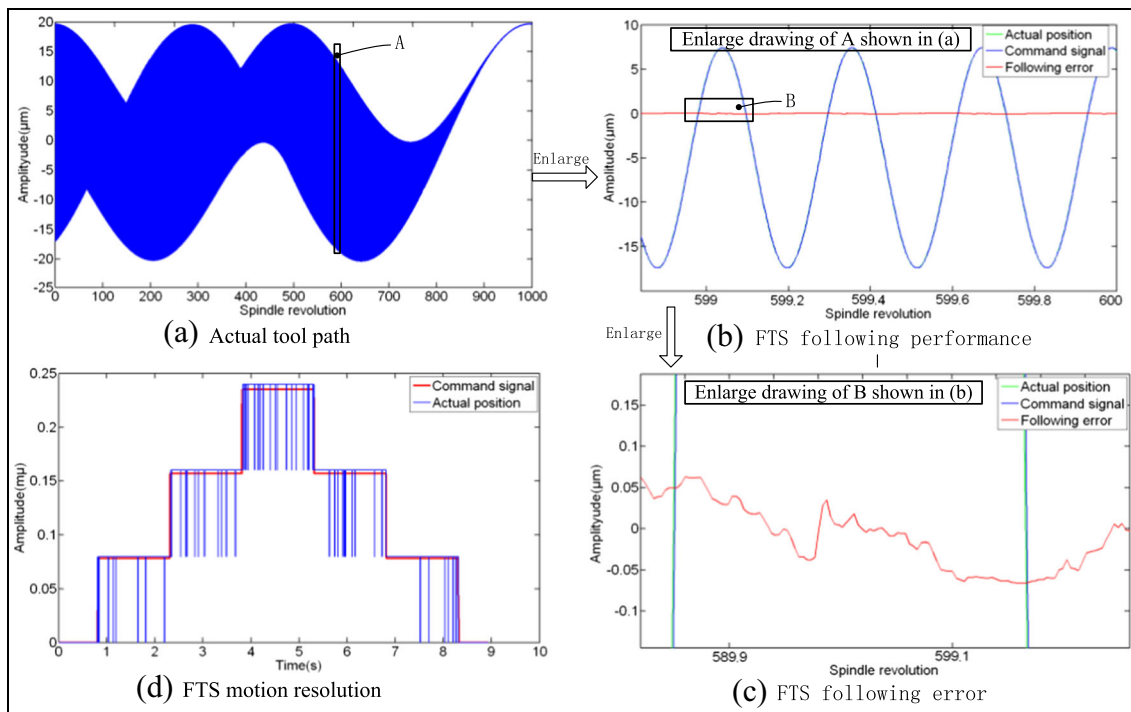 20
15
10
5
0
-5
-10
-15
-20
25
0 100 200 300 400 500 600 700 800 900 1000
Amplityude(μm)
Spindle revolution
A
(a) Actual tool path
Enlarge
10
5
0
-5
-10
-15
599 599.2 599.4 599.6 599.8 600
Amplitude(μm)
Spindle revolution
Enlarge drawing of A shown in (a)
Actual position
Command signal
Following error
B
(b) FTS following performance
Enlarge
0.25
0.2
0.15
0.1
0.05
0
0 1 2 3 4 5 6 7 8 9 10
Amplitude(mμ)
Time(s)
Command signal
Actual position
(d) FTS motion resolution
0.15
0.1
0.05
0
-0.05
-0.1
589.9 599.1
Amplityude(μm)
Spindle revolution
Enlarge drawing of B shown in (b)
Actual position
Command signal
Following error
(c) FTS following error